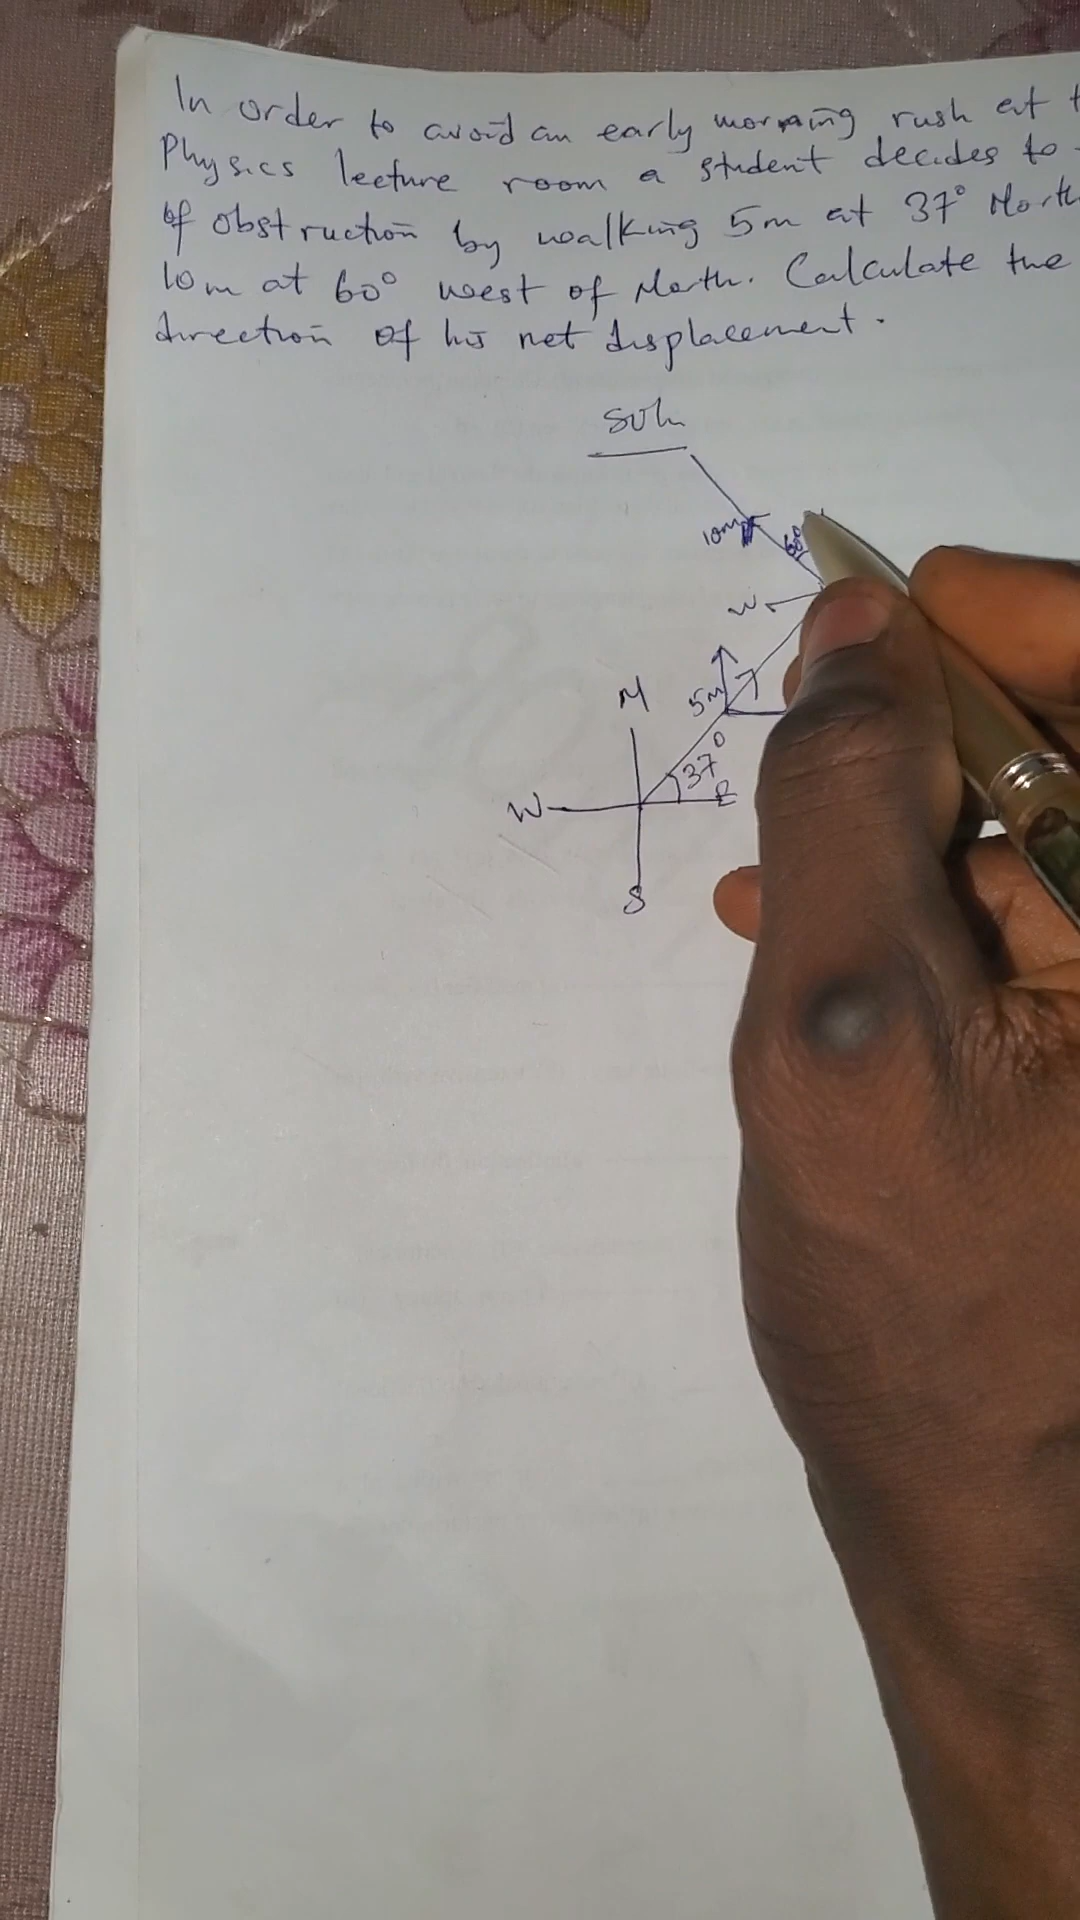 In order to avoid an early morning rush at t
Physics lecture room a student decides to
of obstruction by walking 5m at 37° North
10m at 60° west of North. Calculate the
direction of his net displacement.
Soln
10m 60°
W
5m
N
37°
W E
S